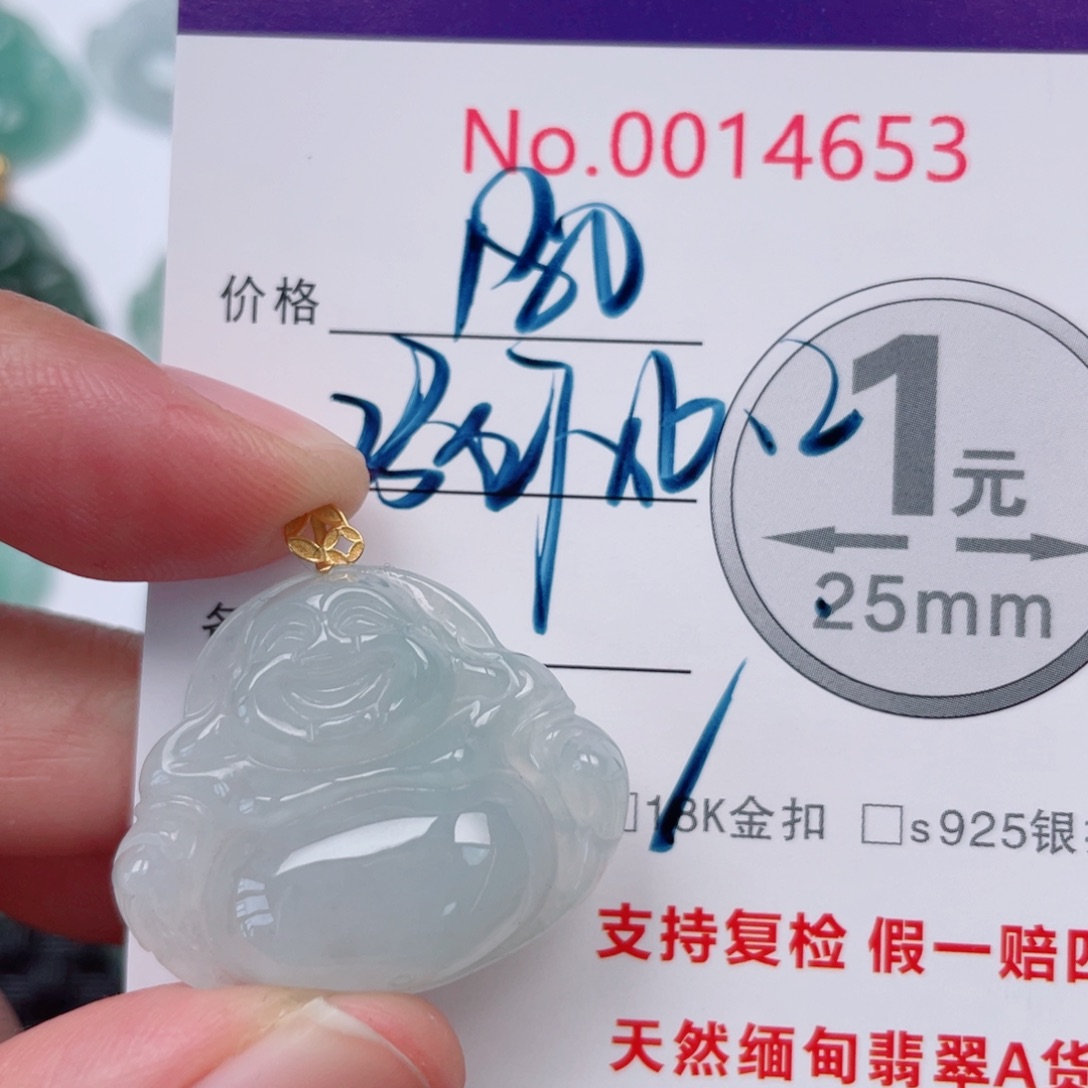 No.0014653
价格 P80
1
元
25mm
18K金扣 □s925银
支持复检 假一赔
天然缅甸翡翠A货